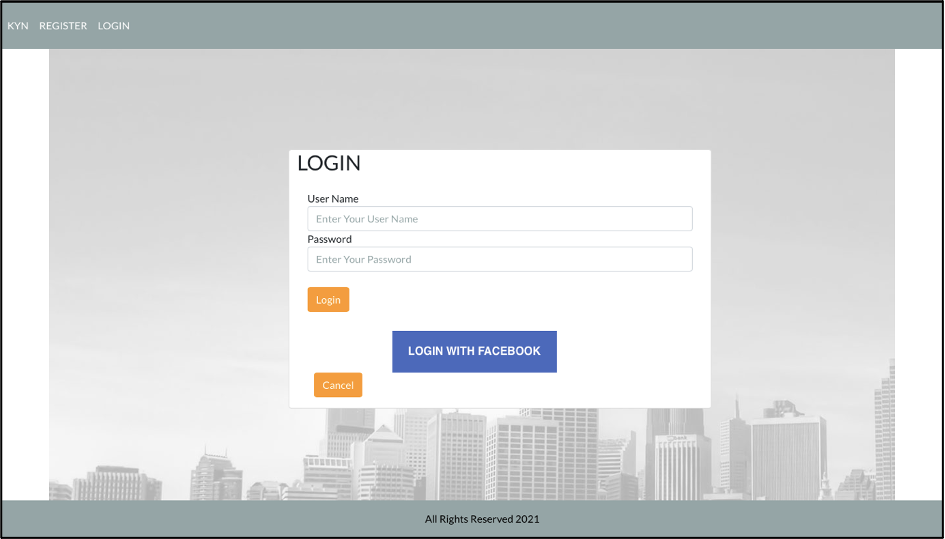 KYN REGISTER LOGIN
LOGIN
User Name
Enter Your User Name
Password
Enter Your Password
Login
LOGIN WITH FACEBOOK
Cancel
All Rights Reserved 2021